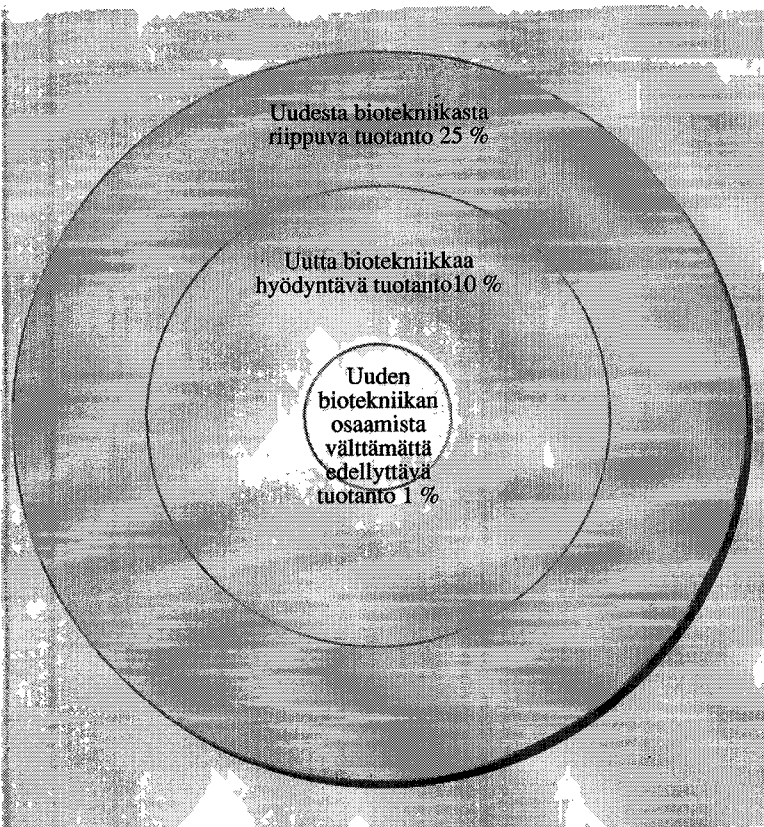 Uudesta biotekniikasta
riippuva tuotanto 25 %
Uutta biotekniikkaa
hyödyntävä tuotanto10 %
Uuden
biotekniikan
osaamista
välttämättä
edellyttävä
tuotanto 1 %